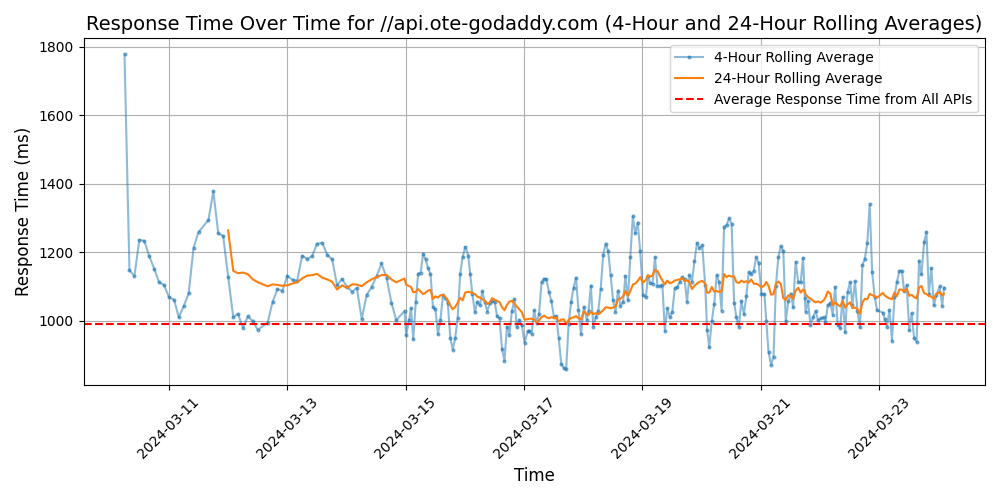 Response Time Over Time for //api.ote-godaddy.com (4-Hour and 24-Hour Rolling Averages)
4-Hour Rolling Average
24-Hour Rolling Average
Average Response Time from All APIs
Response Time (ms)
1800
1600
1400
1200
1000
2024-03-11
2024-03-13
2024-03-15
2024-03-17
2024-03-19
2024-03-21
2024-03-23
Time